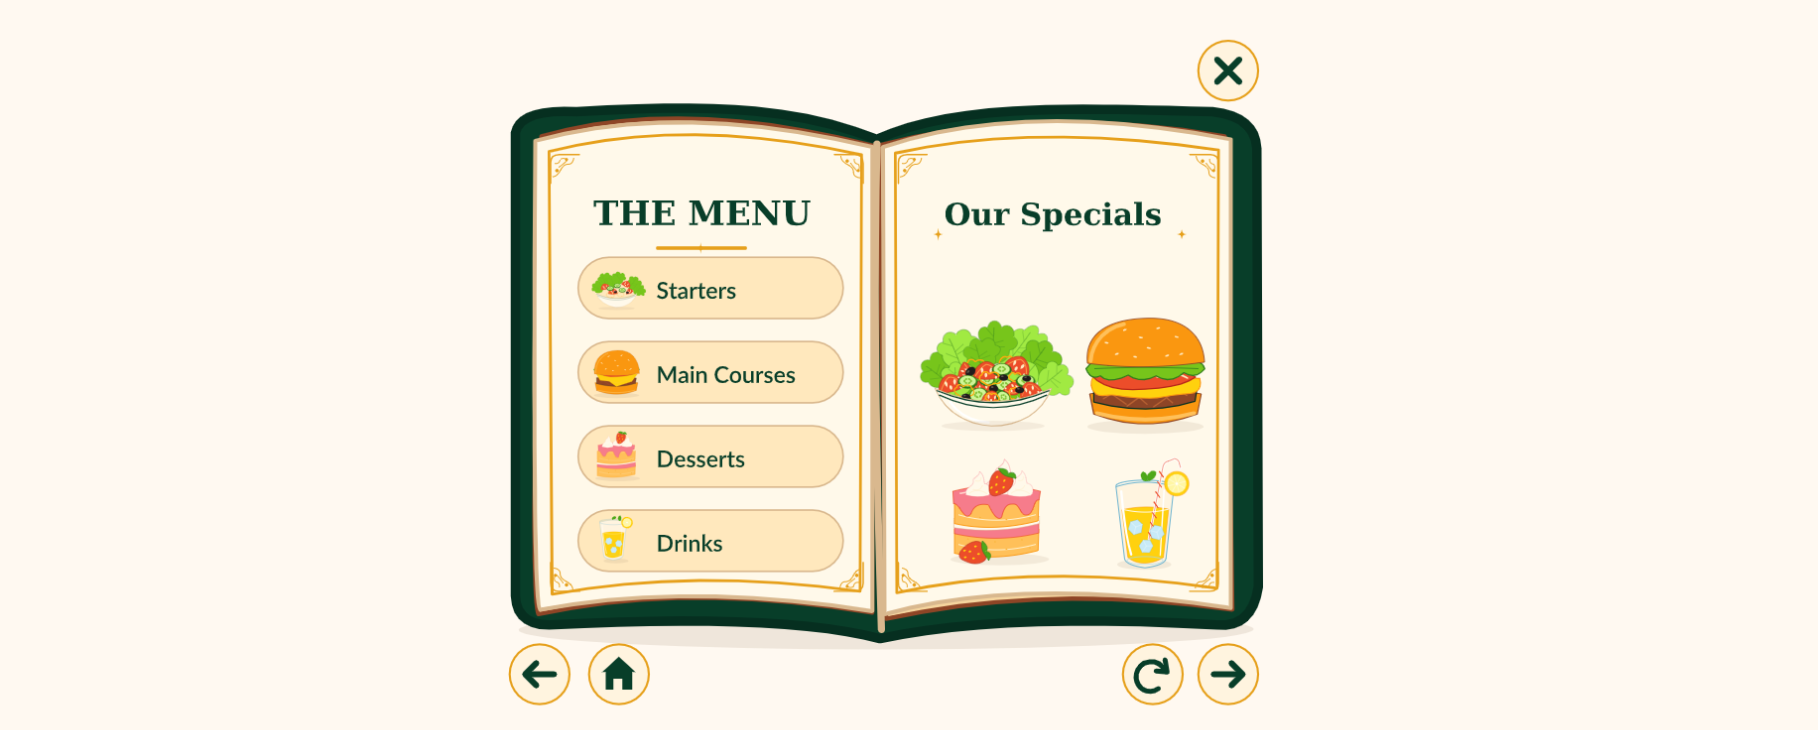 THE MENU
Starters
Main Courses
Desserts
Drinks
Our Specials